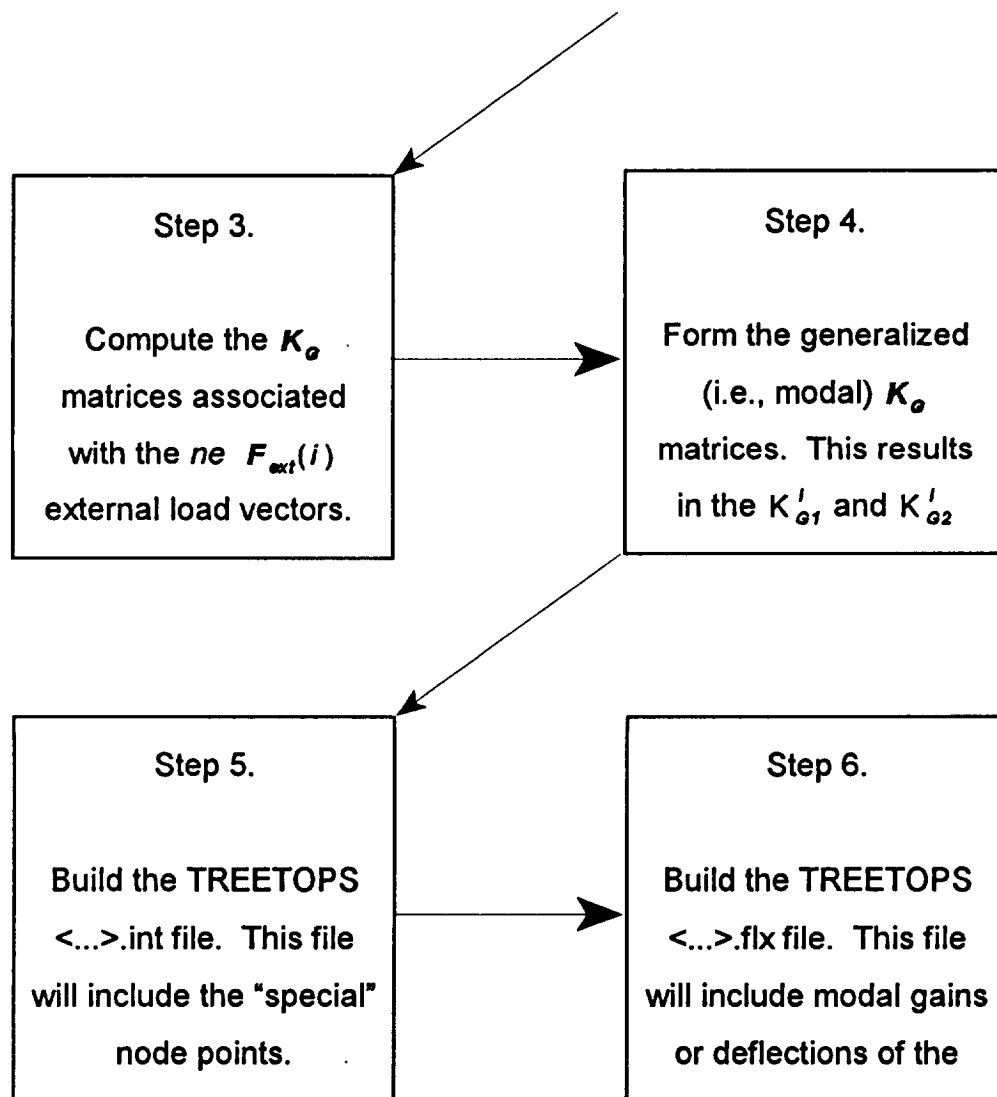 Step 3.
Compute the K_G
matrices associated
with the ne F_ext(i)
external load vectors.
Step 4.
Form the generalized
(i.e., modal) K_G
matrices. This results
in the K^I_G1 and K^I_G2
Step 5.
Build the TREETOPS
<...>.int file. This file
will include the "special"
node points.
Step 6.
Build the TREETOPS
<...>.flx file. This file
will include modal gains
or deflections of the